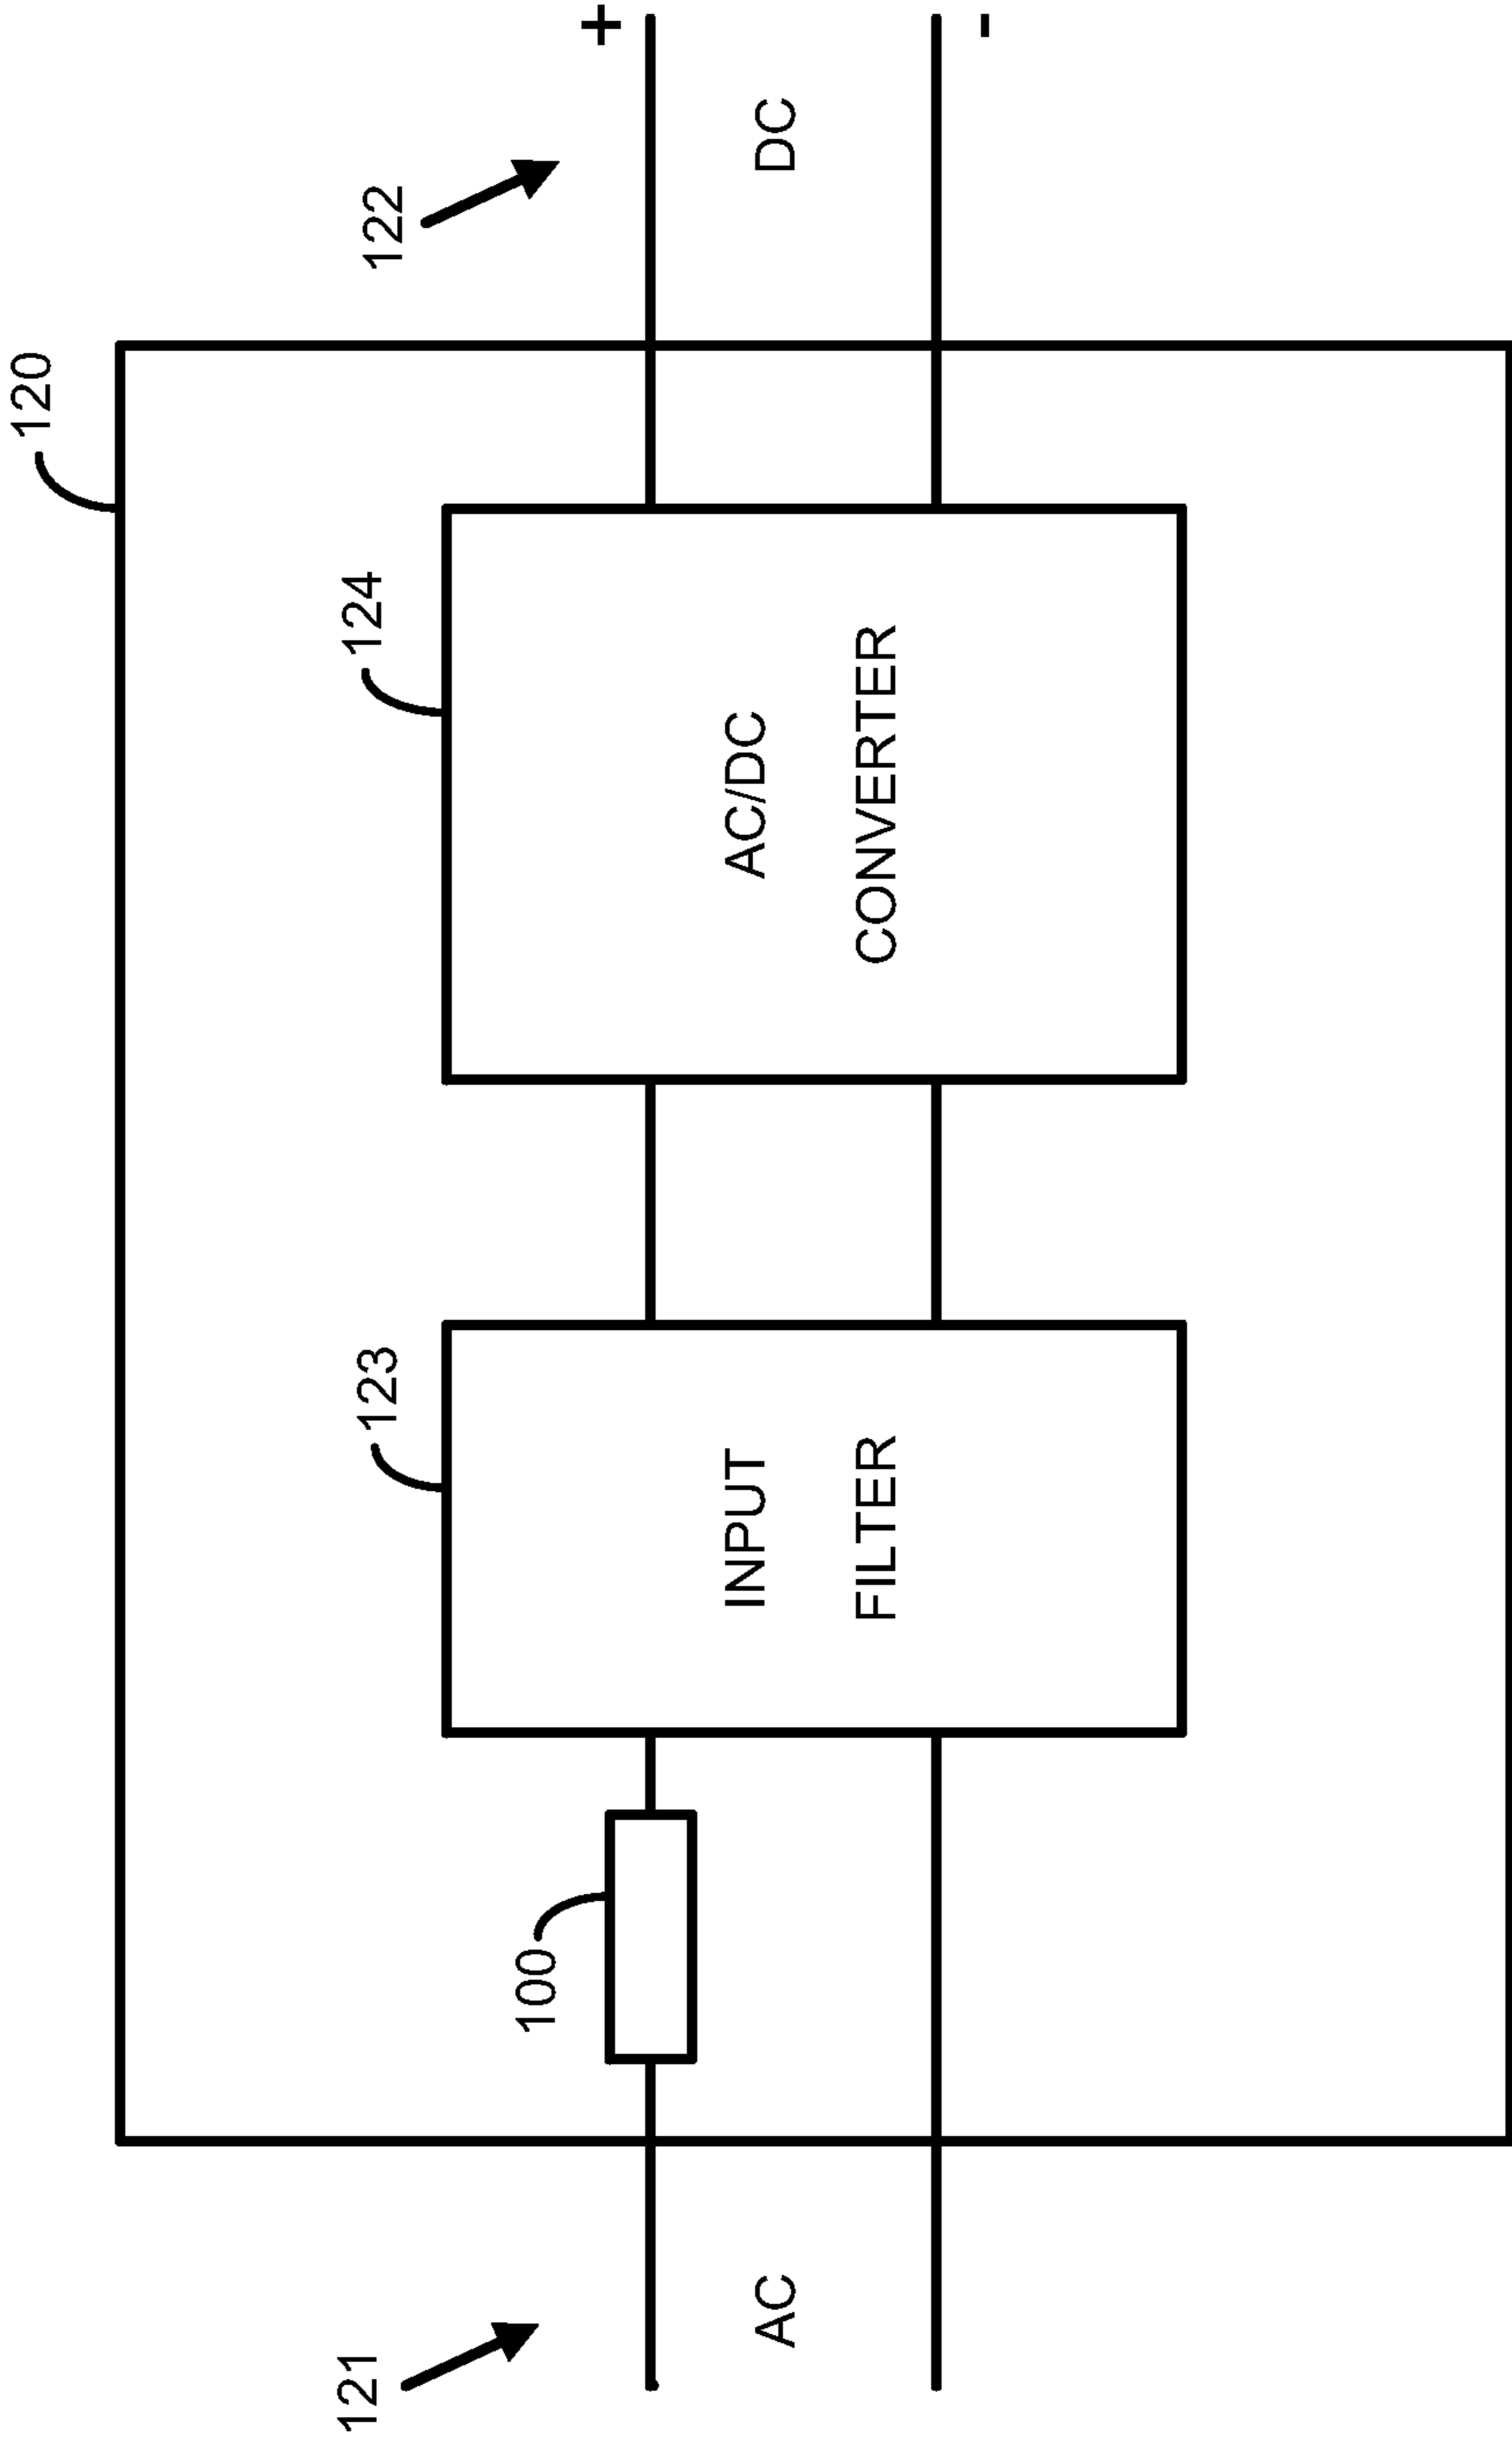 120
121
122
123
124
100
AC
INPUT
FILTER
AC/DC
CONVERTER
DC
+
-